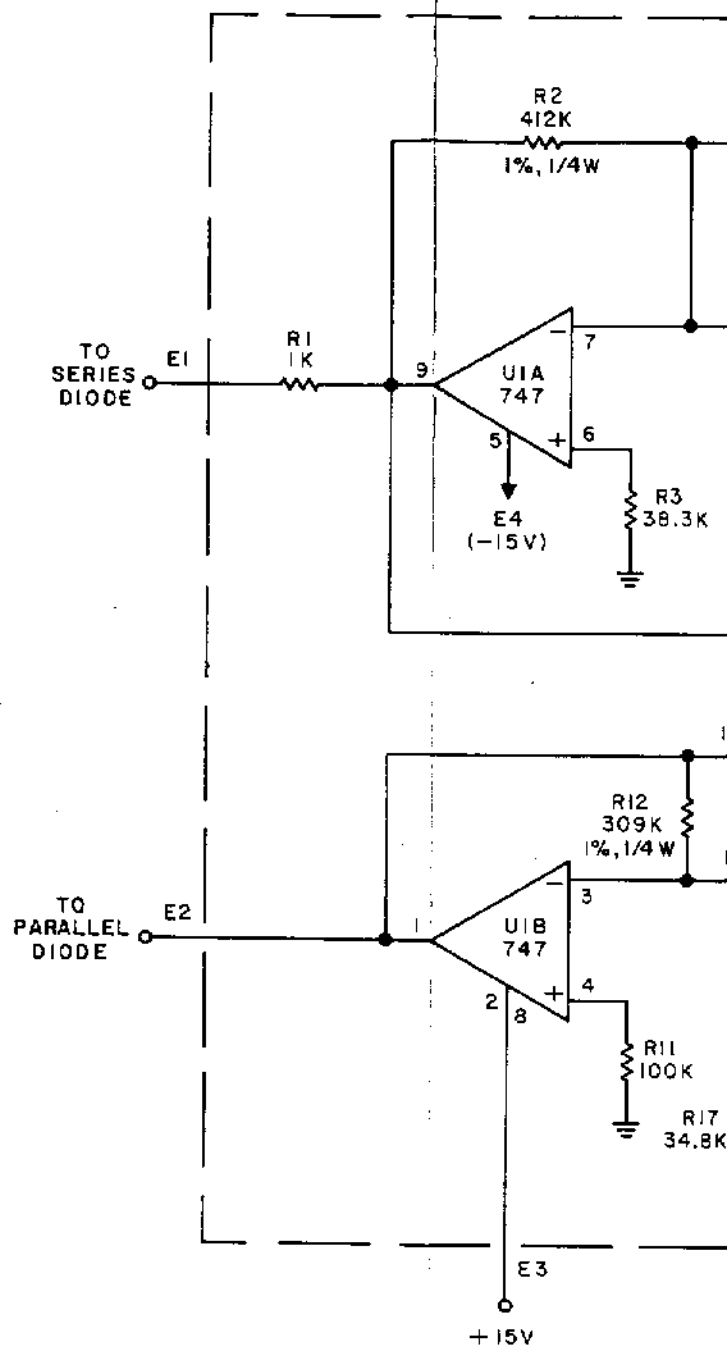 R2
412K
1%, 1/4W
R1
1K
TO
SERIES
DIODE
E1
9
−
7
U1A
747
5
+
6
E4
(-15V)
R3
38.3K
R12
309K
1%, 1/4W
TO
PARALLEL
DIODE
E2
1
−
3
U1B
747
2
8
+
4
R11
100K
R17
34.8K
E3
+15V